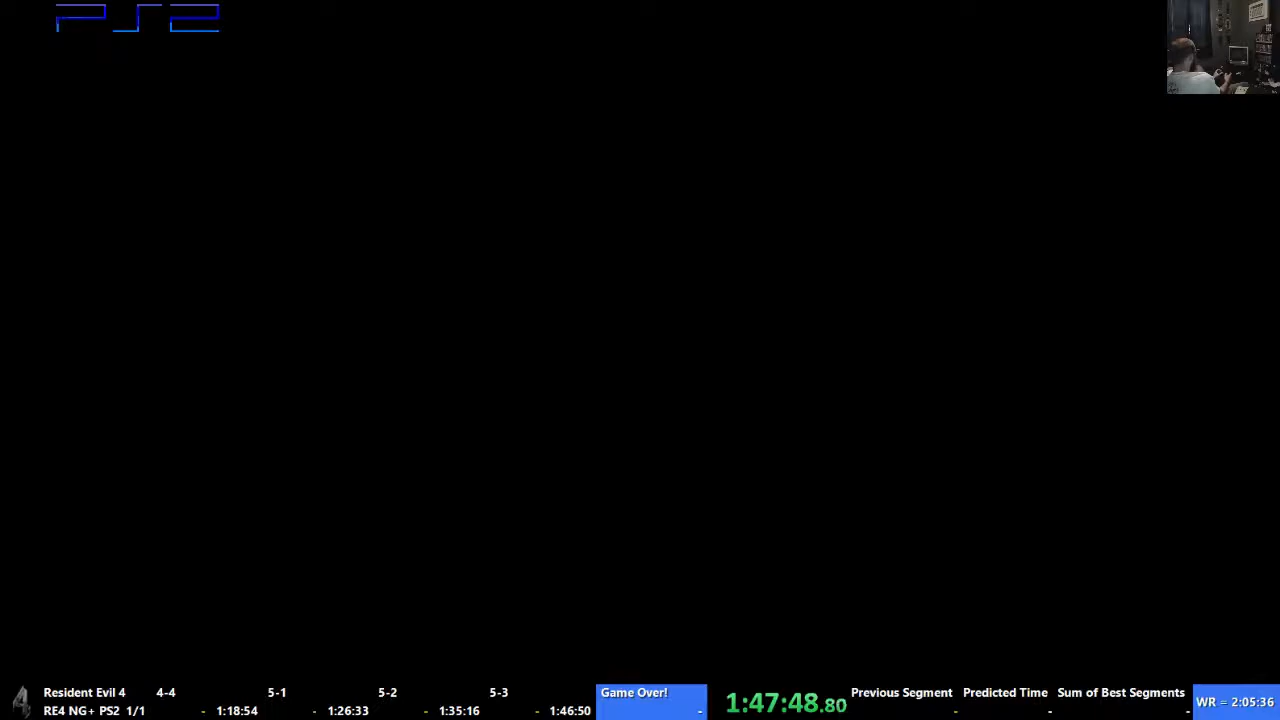 PS2
Resident Evil 4 4-4 5-1 5-2 5-3 Game Over! 1:47:48.80 Previous Segment Predicted Time Sum of Best Segments WR = 2:05:36
RE4 NG+ PS2 1/1 - 1:18:54 - 1:26:33 - 1:35:16 - 1:46:50 - - - -